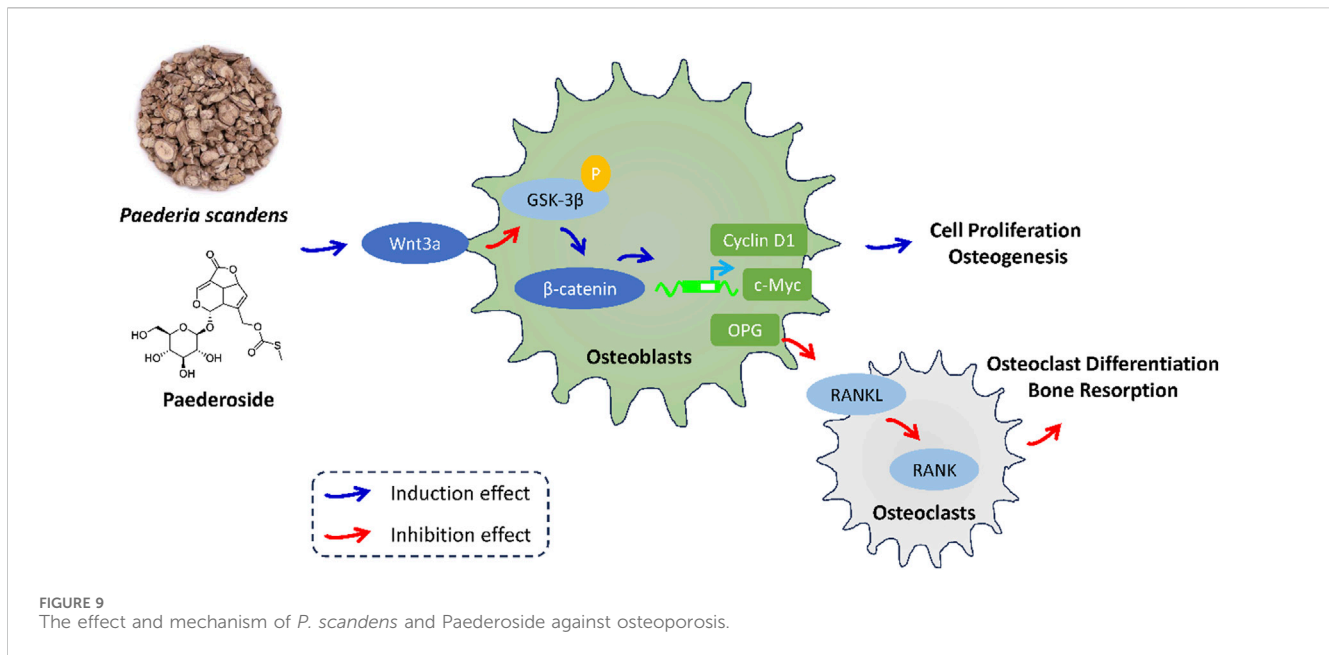 Paederia scandens
Paederoside
Wnt3a
P
GSK-3β
β-catenin
Cyclin D1
c-Myc
OPG
Osteoblasts
Cell Proliferation
Osteogenesis
RANKL
RANK
Osteoclasts
Osteoclast Differentiation
Bone Resorption
O
O
O
O
O
HO
O
HO
OH
OH
O
O
S
Induction effect
Inhibition effect
FIGURE 9
The effect and mechanism of P. scandens and Paederoside against osteoporosis.